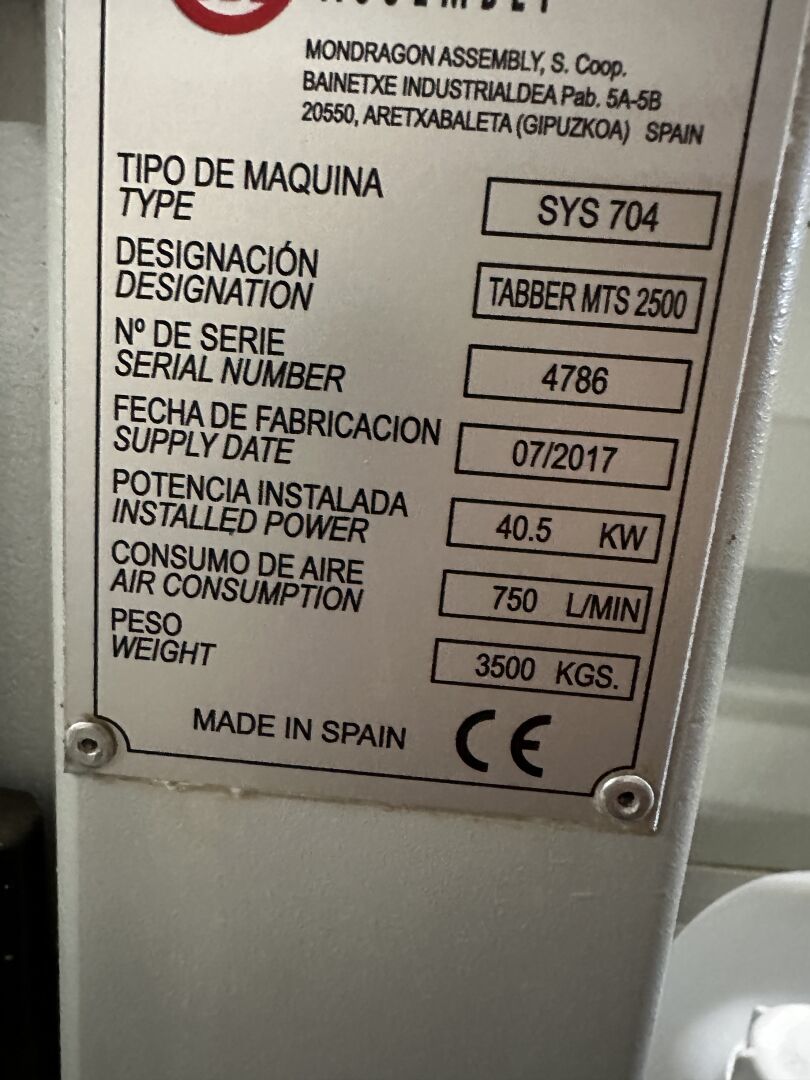 ASSEMBLY
MONDRAGON ASSEMBLY, S. Coop.
BAINETXE INDUSTRIALDEA Pab. 5A-5B
20550, ARETXABALETA (GIPUZKOA) SPAIN
TIPO DE MAQUINA
TYPE
SYS 704
DESIGNACIÓN
DESIGNATION
TABBER MTS 2500
Nº DE SERIE
SERIAL NUMBER
4786
FECHA DE FABRICACION
SUPPLY DATE
07/2017
POTENCIA INSTALADA
INSTALLED POWER
40.5 KW
CONSUMO DE AIRE
AIR CONSUMPTION
750 L/MIN
PESO
WEIGHT
3500 KGS.
MADE IN SPAIN CE